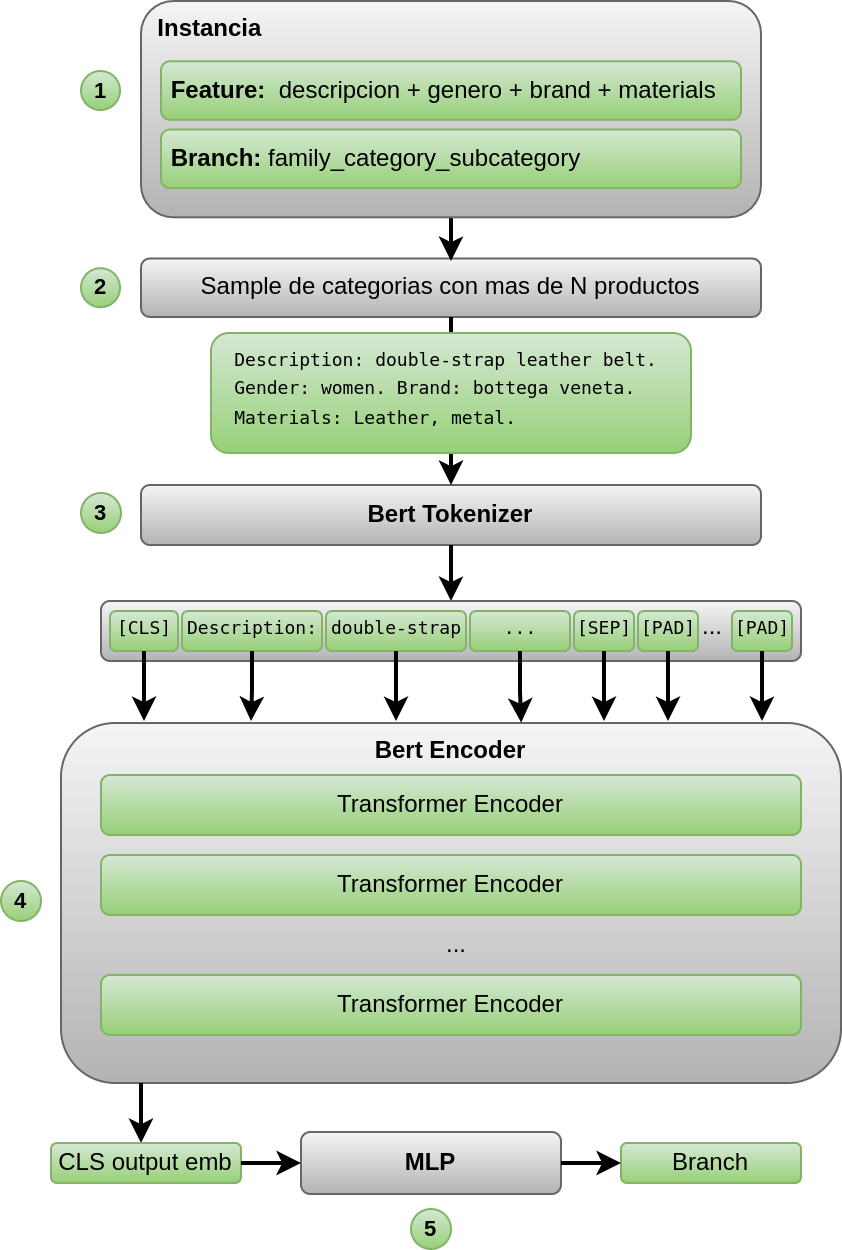 Instancia
1
Feature: descripcion + genero + brand + materials
Branch: family_category_subcategory
2
Sample de categorias con mas de N productos
Description: double-strap leather belt.
Gender: women. Brand: bottega veneta.
Materials: Leather, metal.
3
Bert Tokenizer
[CLS] Description: double-strap ... [SEP] [PAD] ... [PAD]
Bert Encoder
Transformer Encoder
Transformer Encoder
4
...
Transformer Encoder
CLS output emb MLP Branch
5